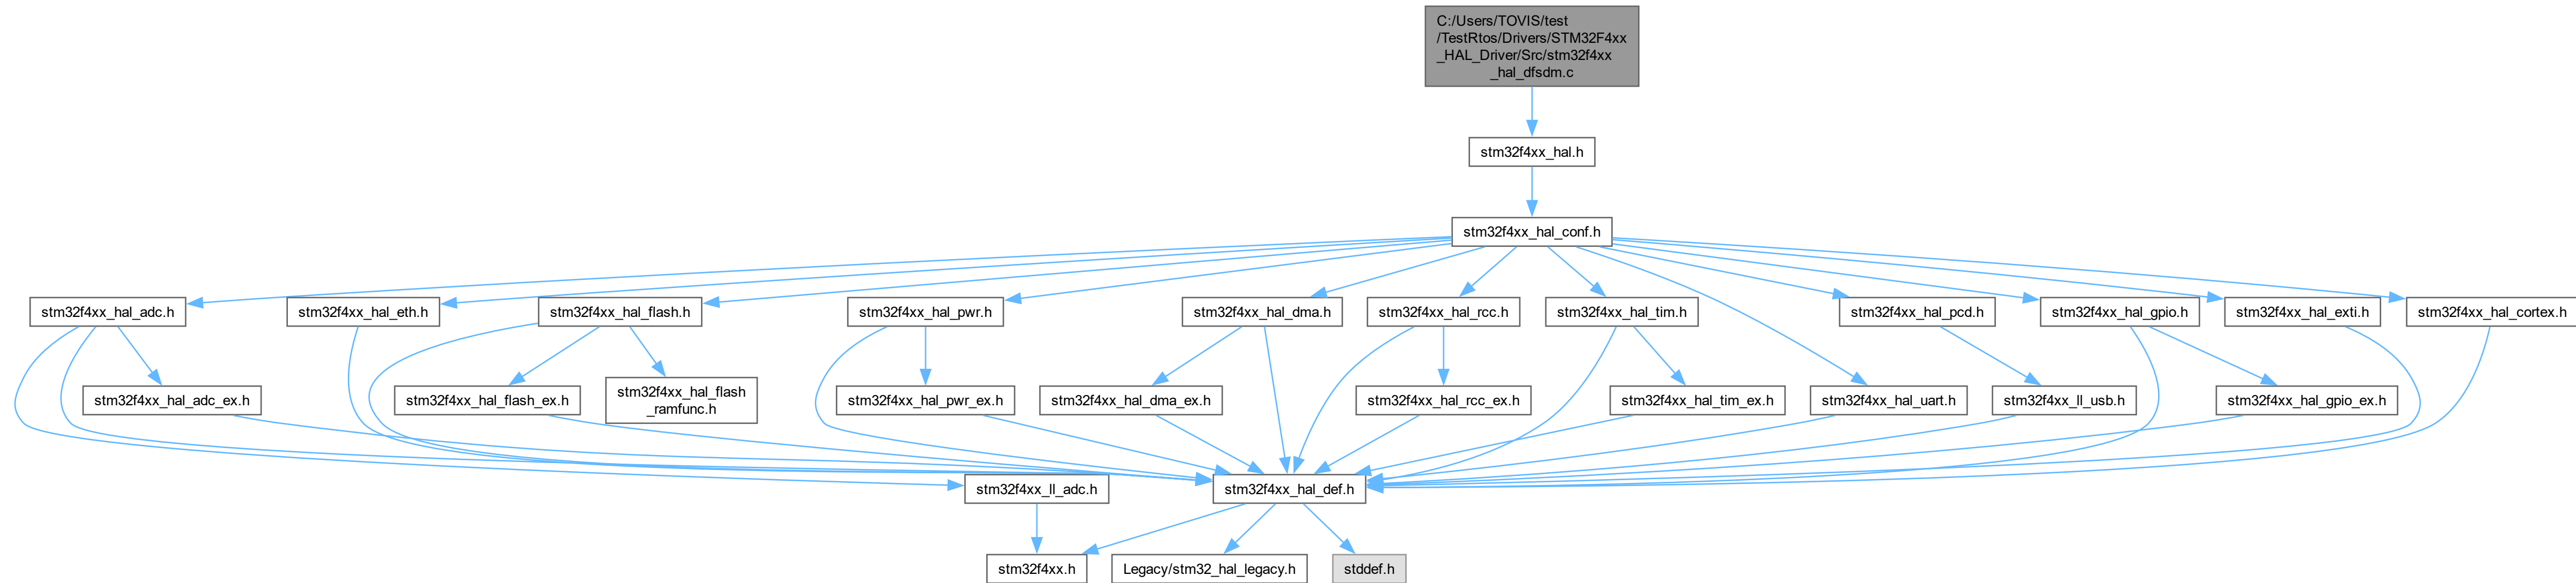 C:/Users/TOVIS/test
/TestRtos/Drivers/STM32F4xx
_HAL_Driver/Src/stm32f4xx
_hal_dfsdm.c
stm32f4xx_hal.h
stm32f4xx_hal_conf.h
stm32f4xx_hal_adc.h
stm32f4xx_hal_eth.h
stm32f4xx_hal_flash.h
stm32f4xx_hal_pwr.h
stm32f4xx_hal_dma.h
stm32f4xx_hal_rcc.h
stm32f4xx_hal_tim.h
stm32f4xx_hal_pcd.h
stm32f4xx_hal_gpio.h
stm32f4xx_hal_exti.h
stm32f4xx_hal_cortex.h
stm32f4xx_hal_adc_ex.h
stm32f4xx_hal_flash_ex.h
stm32f4xx_hal_flash
_ramfunc.h
stm32f4xx_hal_pwr_ex.h
stm32f4xx_hal_dma_ex.h
stm32f4xx_hal_rcc_ex.h
stm32f4xx_hal_tim_ex.h
stm32f4xx_hal_uart.h
stm32f4xx_ll_usb.h
stm32f4xx_hal_gpio_ex.h
stm32f4xx_ll_adc.h
stm32f4xx_hal_def.h
stm32f4xx.h
Legacy/stm32_hal_legacy.h
stddef.h